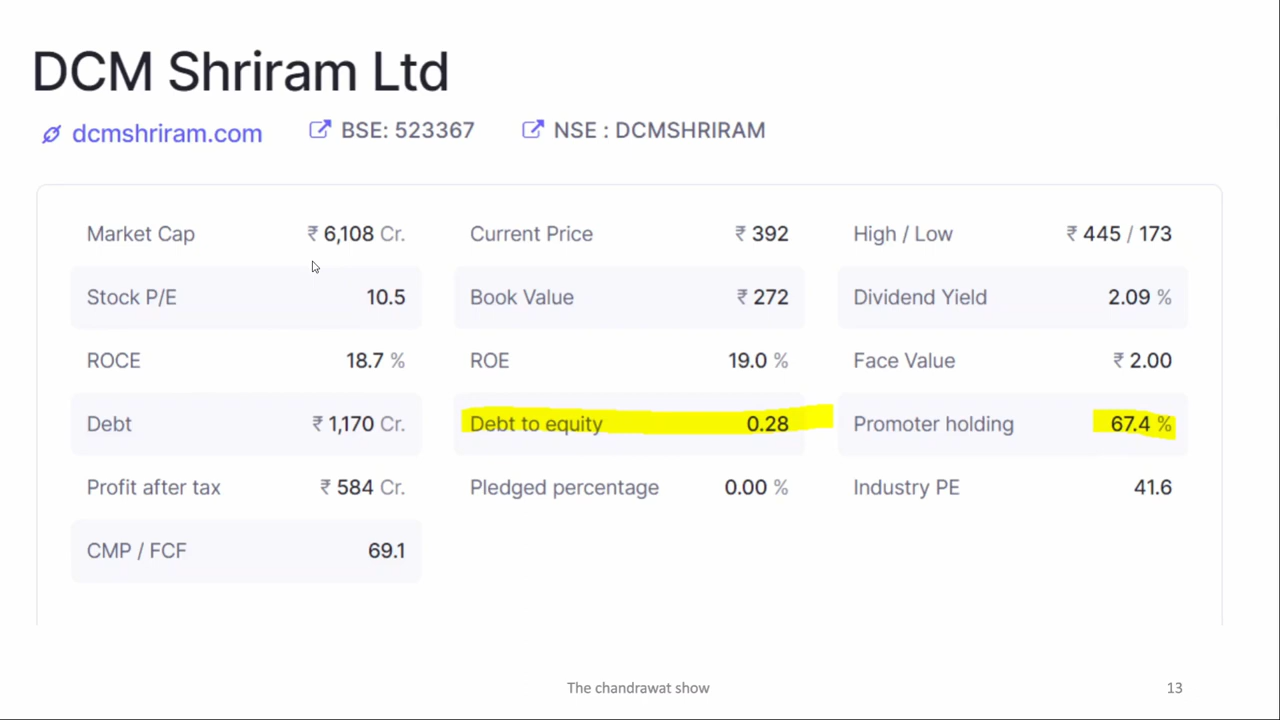 DCM Shriram Ltd
dcmshriram.com BSE: 523367 NSE : DCMSHRIRAM
Market Cap ₹ 6,108 Cr. Current Price ₹ 392 High / Low ₹ 445 / 173
Stock P/E 10.5 Book Value ₹ 272 Dividend Yield 2.09 %
ROCE 18.7 % ROE 19.0 % Face Value ₹ 2.00
Debt ₹ 1,170 Cr. Debt to equity 0.28 Promoter holding 67.4 %
Profit after tax ₹ 584 Cr. Pledged percentage 0.00 % Industry PE 41.6
CMP / FCF 69.1
The chandrawat show 13